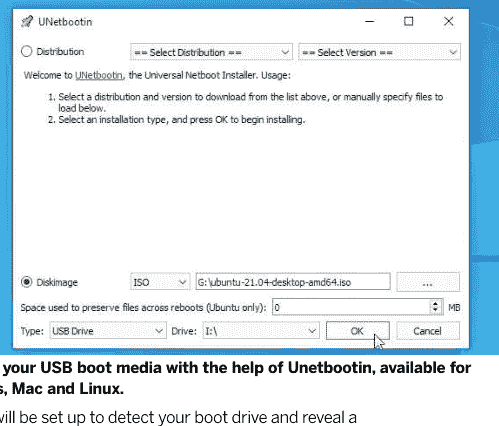 UNetbootin
Distribution == Select Distribution == == Select Version ==
Welcome to UNetbootin, the Universal Netboot Installer. Usage:
1. Select a distribution and version to download from the list above, or manually specify files to
load below.
2. Select an installation type, and press OK to begin installing.
Diskimage ISO G:\ubuntu-21.04-desktop-amd64.iso ...
Space used to preserve files across reboots (Ubuntu only): 0 MB
Type: USB Drive Drive: I:\ OK Cancel
your USB boot media with the help of Unetbootin, available for
s, Mac and Linux.
will be set up to detect your boot drive and reveal a